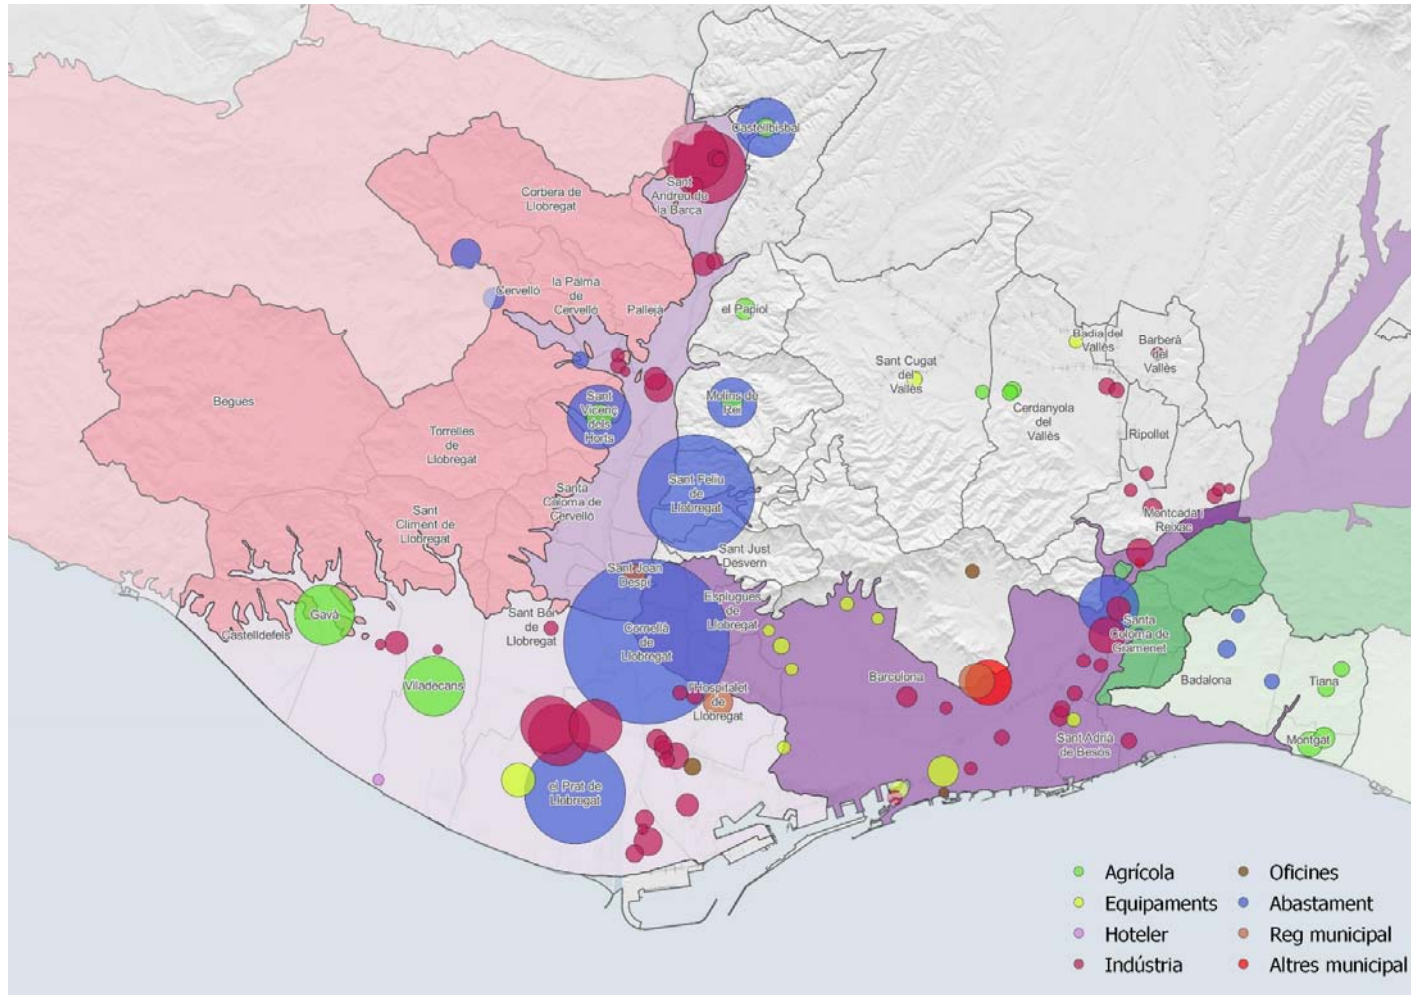 Castellbisbal
Sant
Andreu de
la Barca
Corbera de
Llobregat
la Palma
de
Cervelló
Cervelló
Pallejà
el Papiol
Sant Cugat
del
Vallès
Badia del
Vallès
Barberà
del
Vallès
Cerdanyola
del
Vallès
Ripollet
Montcada i
Reixac
Begues
Torrelles
de
Llobregat
Sant
Vicenç
dels
Horts
Molins de
Rei
Santa
Coloma de
Cervelló
Sant
Climent de
Llobregat
Sant Feliu
de
Llobregat
Sant Just
Desvern
Sant Joan
Despí
Esplugues
de
Llobregat
Sant Boi
de
Llobregat
Cornellà
de
Llobregat
Gavà
Castelldefels
Viladecans
l'Hospitalet
de
Llobregat
el Prat de
Llobregat
Barcelona
Santa
Coloma de
Gramenet
Sant Adrià
de Besòs
Badalona
Tiana
Montgat
Agrícola
Equipaments
Hoteler
Indústria
Oficines
Abastament
Reg municipal
Altres municipal